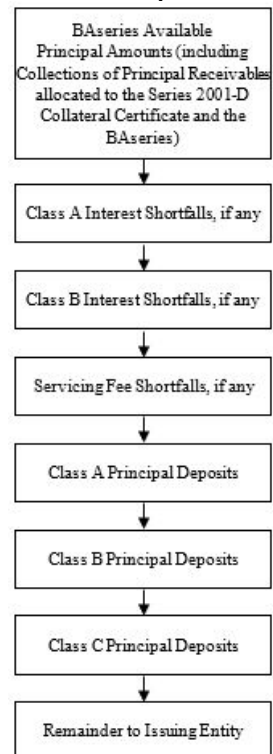 BAseries Available
Principal Amounts (including
Collections of Principal Receivables
allocated to the Series 2001-D
Collateral Certificate and the
BAseries)
Class A Interest Shortfalls, if any
Class B Interest Shortfalls, if any
Servicing Fee Shortfalls, if any
Class A Principal Deposits
Class B Principal Deposits
Class C Principal Deposits
Remainder to Issuing Entity